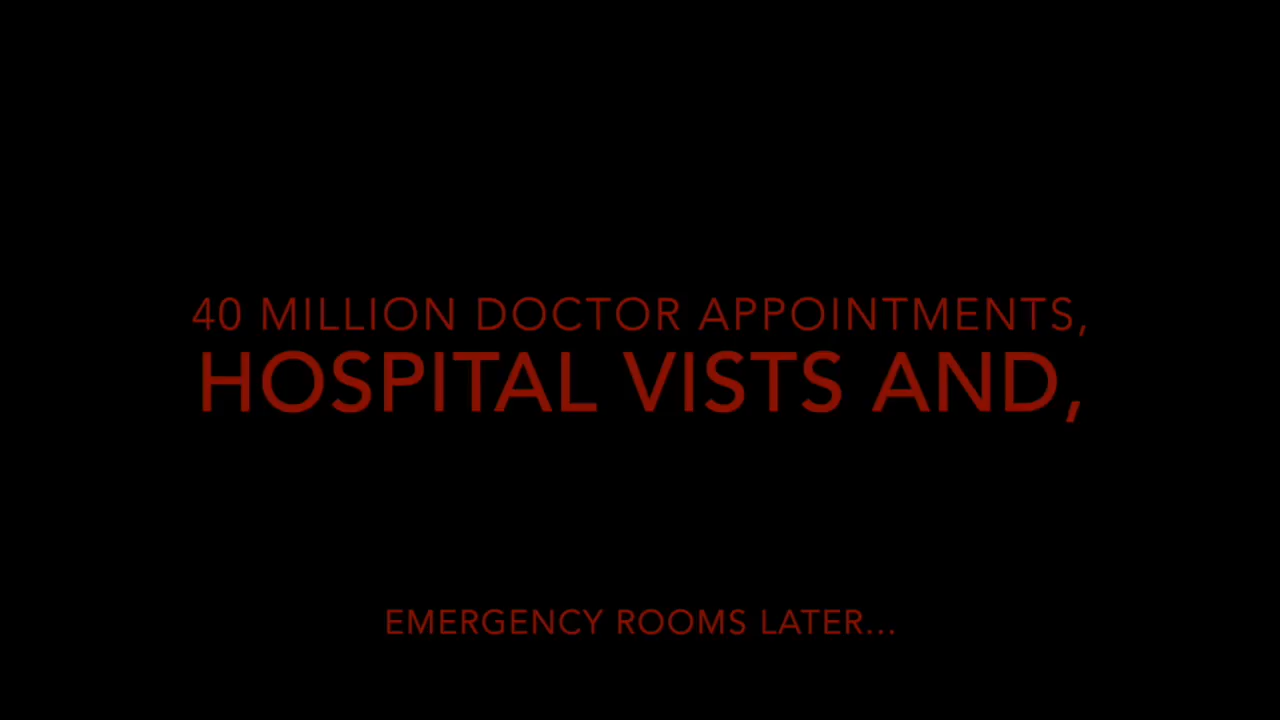 40 MILLION DOCTOR APPOINTMENTS,
HOSPITAL VISTS AND,
EMERGENCY ROOMS LATER...